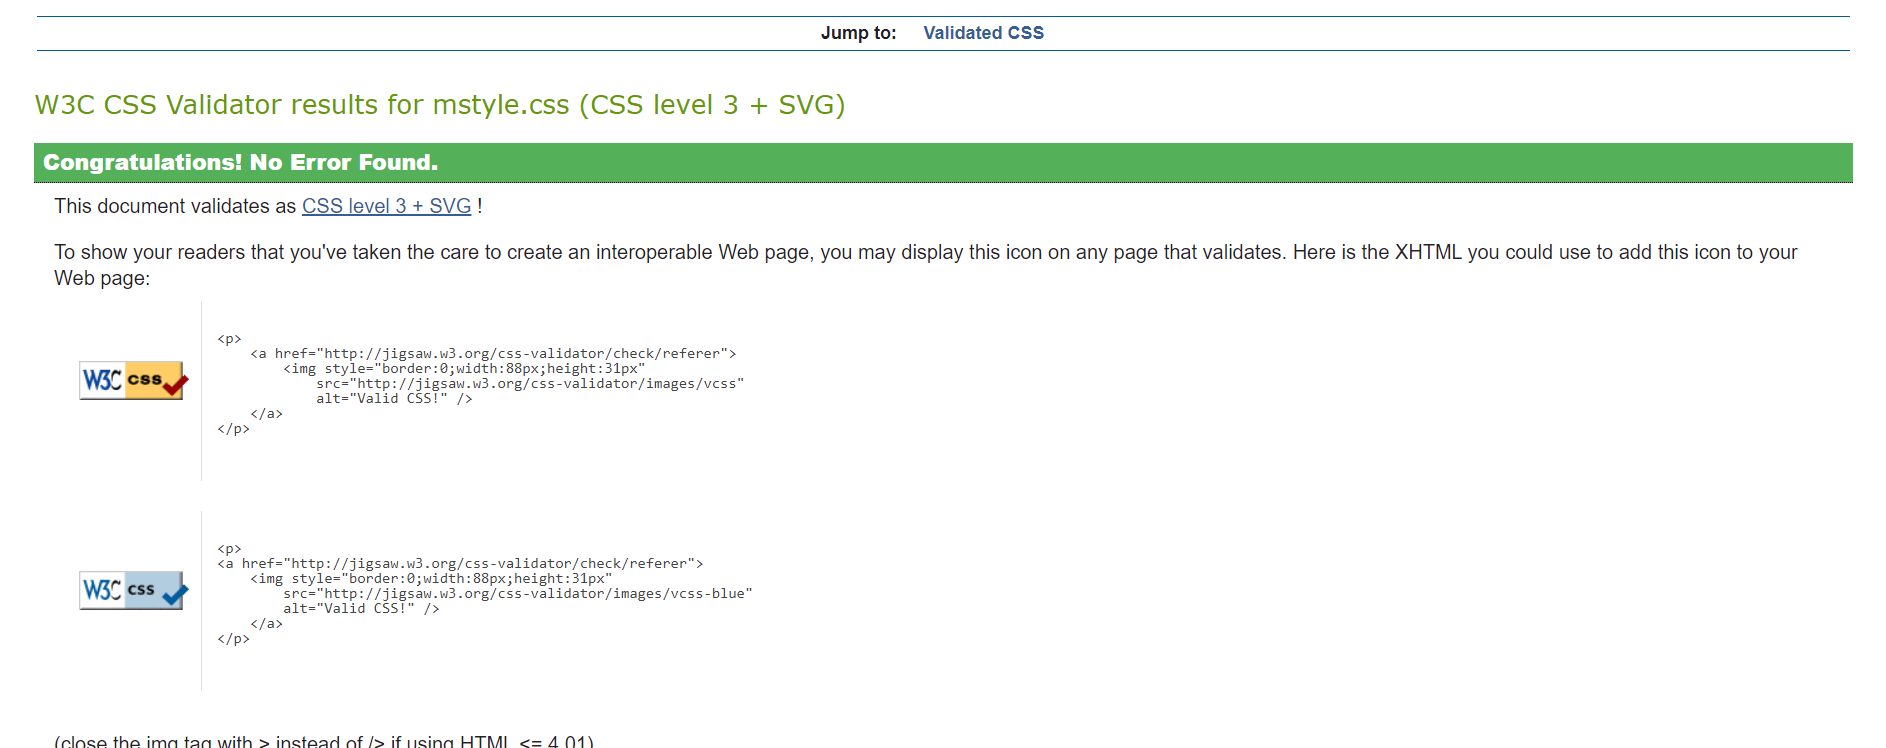 Jump to: Validated CSS
W3C CSS Validator results for mstyle.css (CSS level 3 + SVG)
Congratulations! No Error Found.
This document validates as CSS level 3 + SVG !
To show your readers that you've taken the care to create an interoperable Web page, you may display this icon on any page that validates. Here is the XHTML you could use to add this icon to your
Web page:
W3C css
<p>
    <a href="http://jigsaw.w3.org/css-validator/check/referer">
        <img style="border:0;width:88px;height:31px"
            src="http://jigsaw.w3.org/css-validator/images/vcss"
            alt="Valid CSS!" />
    </a>
</p>
W3C css
<p>
<a href="http://jigsaw.w3.org/css-validator/check/referer">
    <img style="border:0;width:88px;height:31px"
        src="http://jigsaw.w3.org/css-validator/images/vcss-blue"
        alt="Valid CSS!" />
    </a>
</p>
(close the img tag with > instead of /> if using HTML <= 4.01)